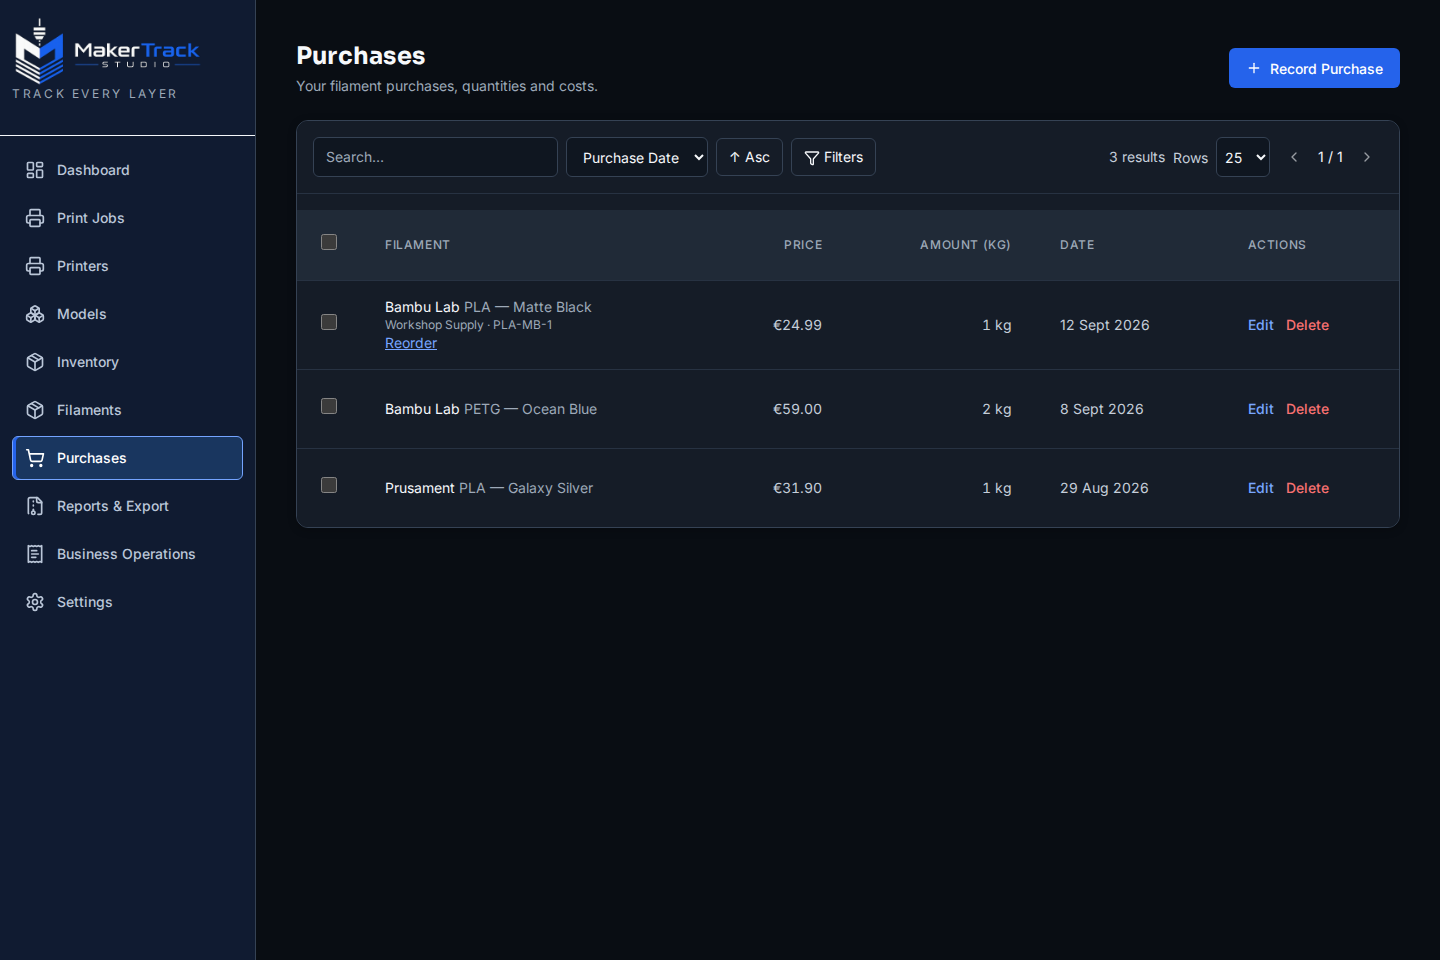 MakerTrack
STUDIO
TRACK EVERY LAYER
Dashboard
Print Jobs
Printers
Models
Inventory
Filaments
Purchases
Reports & Export
Business Operations
Settings
Purchases
Your filament purchases, quantities and costs.
+ Record Purchase
Search...
Purchase Date
↑ Asc
Filters
3 results
Rows
25
1 / 1
FILAMENT PRICE AMOUNT (KG) DATE ACTIONS
Bambu Lab PLA — Matte Black
Workshop Supply · PLA-MB-1
Reorder
€24.99 1 kg 12 Sept 2026 Edit Delete
Bambu Lab PETG — Ocean Blue €59.00 2 kg 8 Sept 2026 Edit Delete
Prusament PLA — Galaxy Silver €31.90 1 kg 29 Aug 2026 Edit Delete